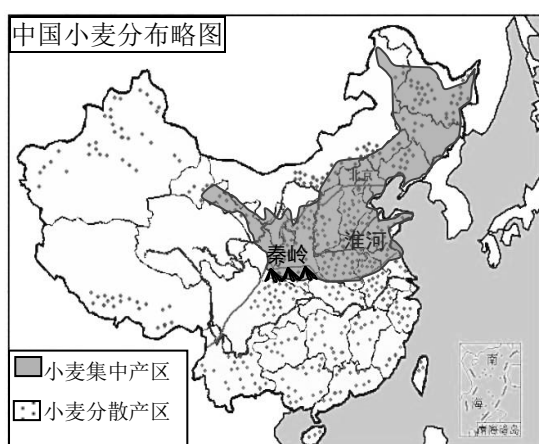 中国小麦分布略图
北京
淮河
秦岭
小麦集中产区
小麦分散产区
南
海
南海诸岛